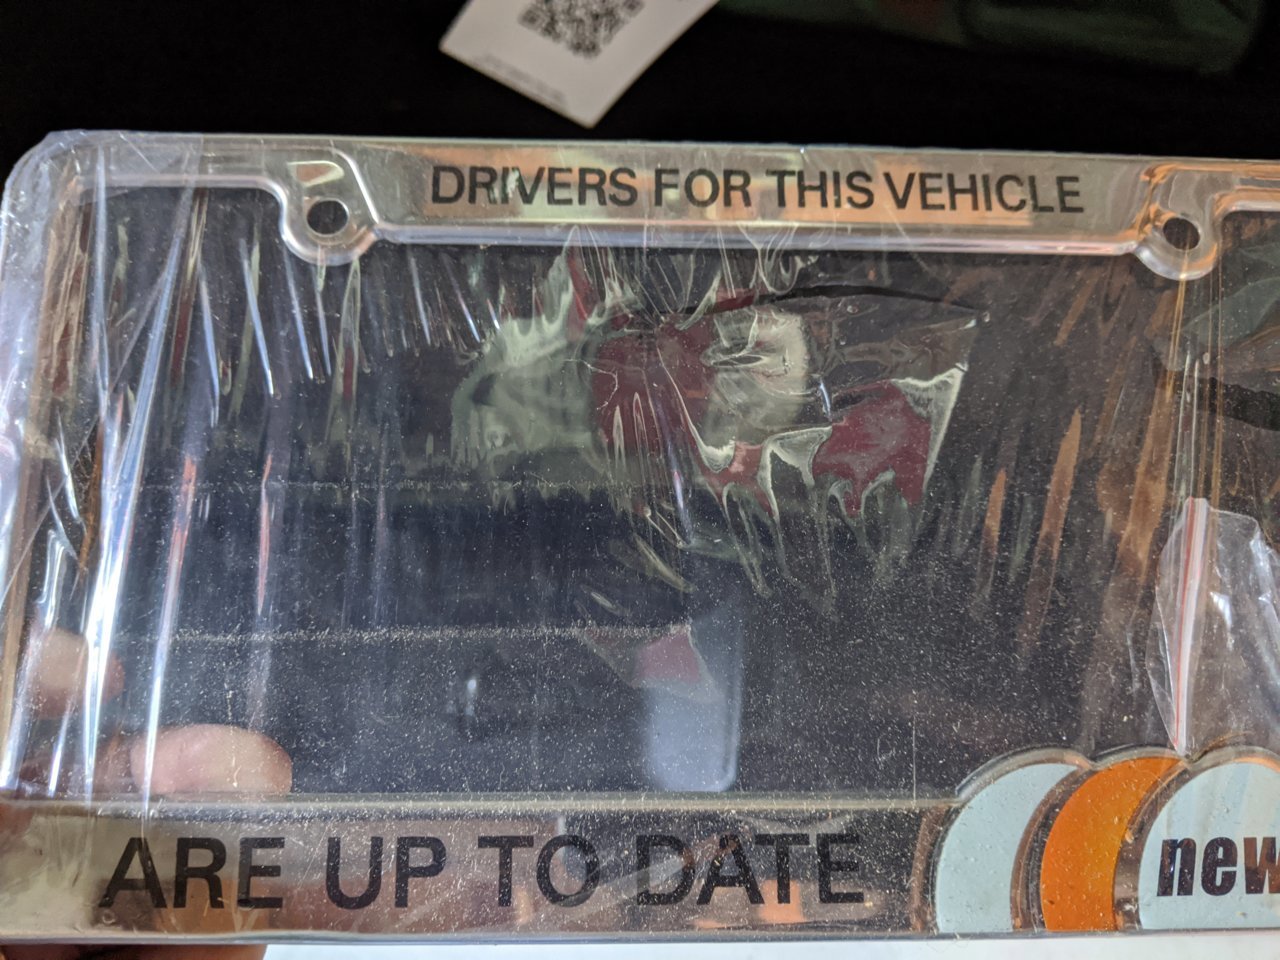 DRIVERS FOR THIS VEHICLE
ARE UP TO DATE
new